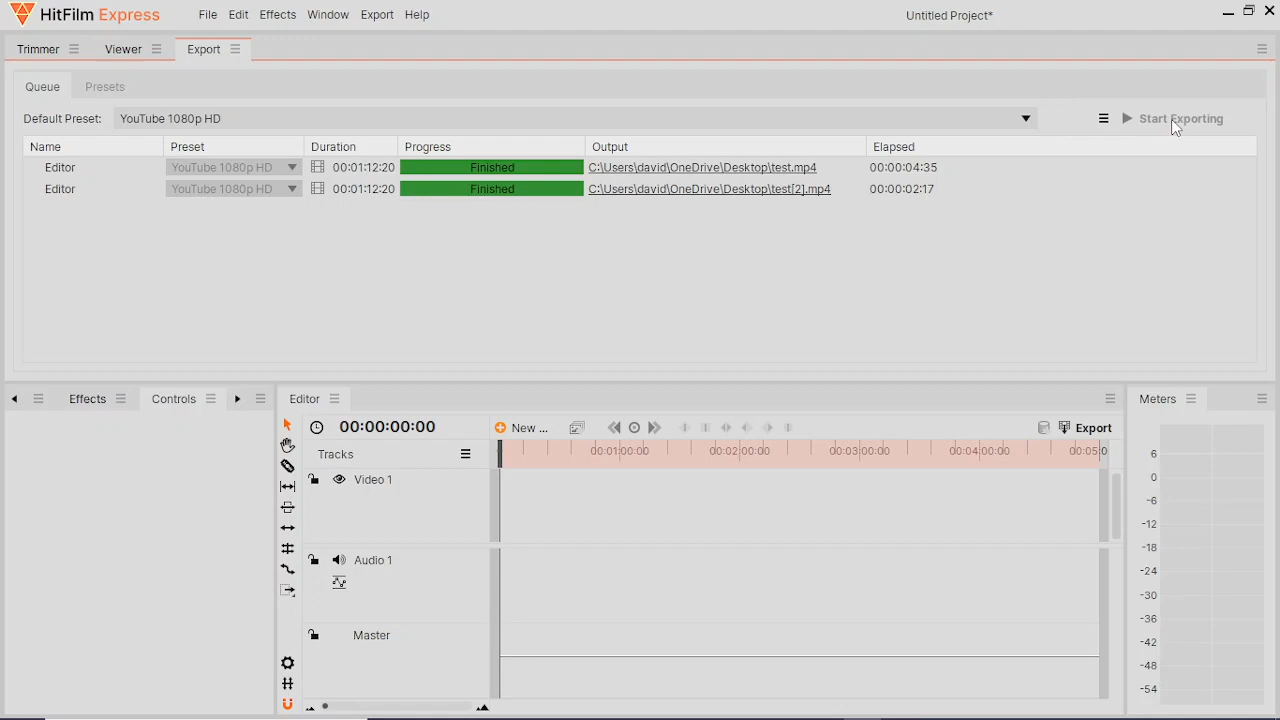 HitFilm Express File Edit Effects Window Export Help Untitled Project*
Trimmer Viewer Export
Queue Presets
Default Preset: YouTube 1080p HD Start Exporting
Name Preset Duration Progress Output Elapsed
Editor YouTube 1080p HD 00:01:12:20 Finished C:\Users\david\OneDrive\Desktop\test.mp4 00:00:04:35
Editor YouTube 1080p HD 00:01:12:20 Finished C:\Users\david\OneDrive\Desktop\test[2].mp4 00:00:02:17
Effects Controls Editor Meters
00:00:00:00 New ... Export
Tracks 00:01:00:00 00:02:00:00 00:03:00:00 00:04:00:00 00:05:0
6
Video 1 0
-6
-12
-18
Audio 1 -24
-30
-36
Master -42
-48
-54